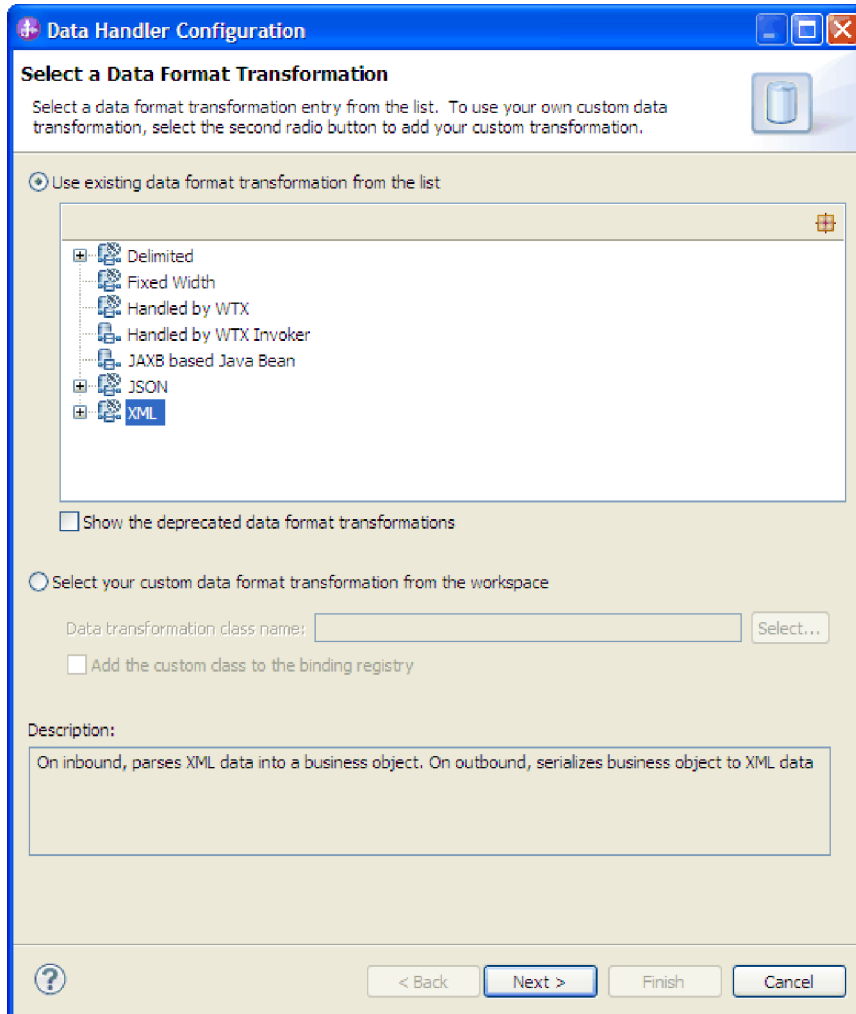 Data Handler Configuration
Select a Data Format Transformation
Select a data format transformation entry from the list. To use your own custom data
transformation, select the second radio button to add your custom transformation.
Use existing data format transformation from the list
Delimited
Fixed Width
Handled by WTX
Handled by WTX Invoker
JAXB based Java Bean
JSON
XML
Show the deprecated data format transformations
Select your custom data format transformation from the workspace
Data transformation class name:
Select...
Add the custom class to the binding registry
Description:
On inbound, parses XML data into a business object. On outbound, serializes business object to XML data
?
< Back Next > Finish Cancel